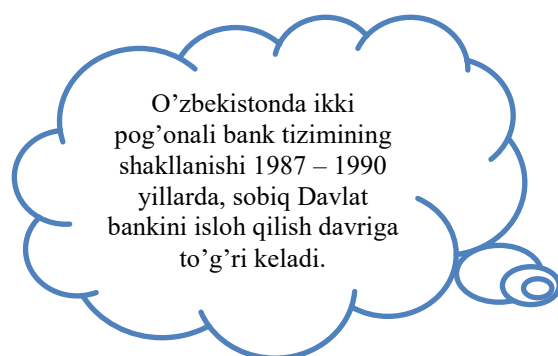 O’zbekistonda ikki
pog’onali bank tizimining
shakllanishi 1987 – 1990
yillarda, sobiq Davlat
bankini isloh qilish davriga
to’g’ri keladi.